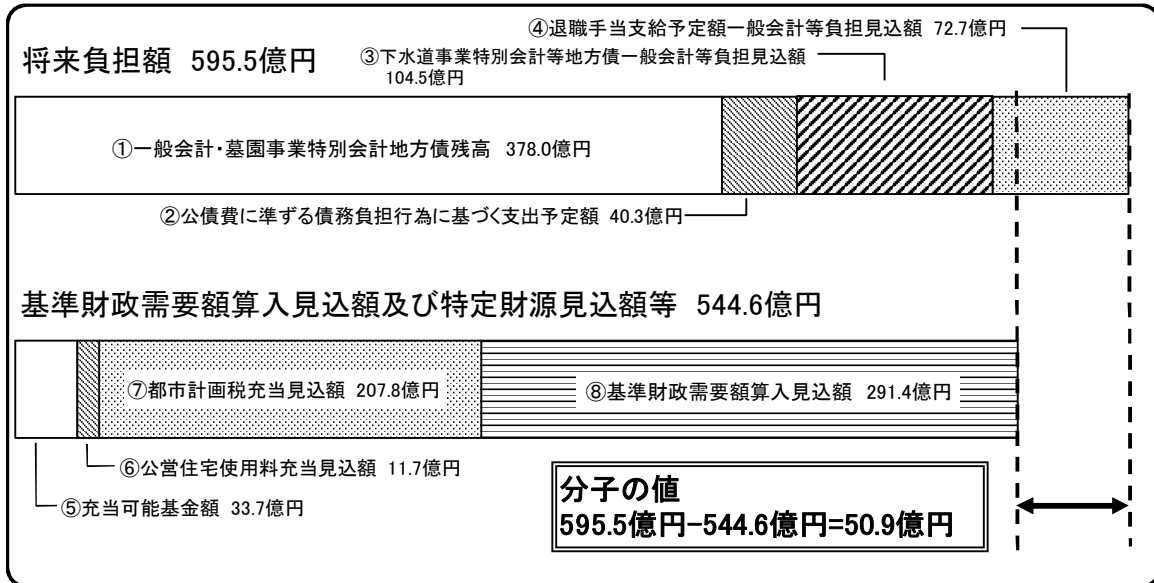 ④退職手当支給予定額一般会計等負担見込額 72.7億円
将来負担額 595.5億円
③下水道事業特別会計等地方債一般会計等負担見込額
104.5億円
①一般会計・墓園事業特別会計地方債残高 378.0億円
②公債費に準ずる債務負担行為に基づく支出予定額 40.3億円
基準財政需要額算入見込額及び特定財源見込額等 544.6億円
⑦都市計画税充当見込額 207.8億円
⑧基準財政需要額算入見込額 291.4億円
⑥公営住宅使用料充当見込額 11.7億円
⑤充当可能基金額 33.7億円
分子の値
595.5億円−544.6億円=50.9億円